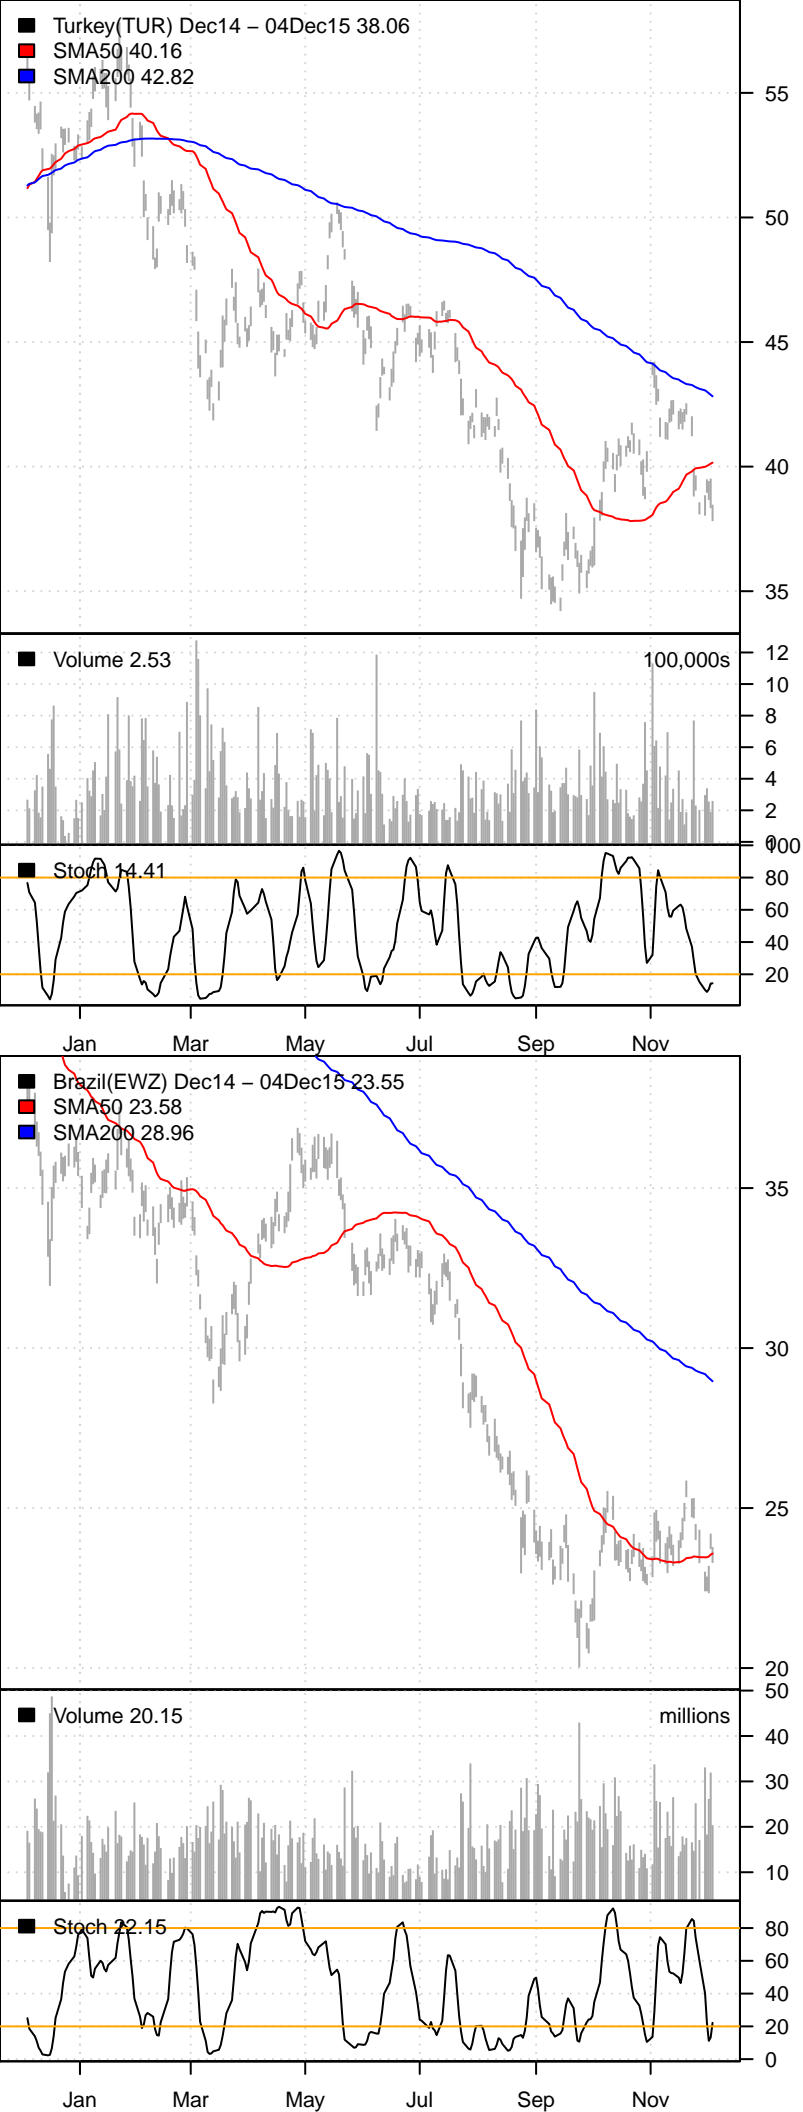 Turkey(TUR) Dec14 – 04Dec15 38.06
SMA50 40.16
SMA200 42.82
55
50
45
40
35
Volume 2.53
100,000s
12
10
8
6
4
2
0
Stoch 14.41
100
80
60
40
20
Jan Mar May Jul Sep Nov
Brazil(EWZ) Dec14 – 04Dec15 23.55
SMA50 23.58
SMA200 28.96
35
30
25
20
Volume 20.15
millions
50
40
30
20
10
Stoch 22.15
80
60
40
20
0
Jan Mar May Jul Sep Nov